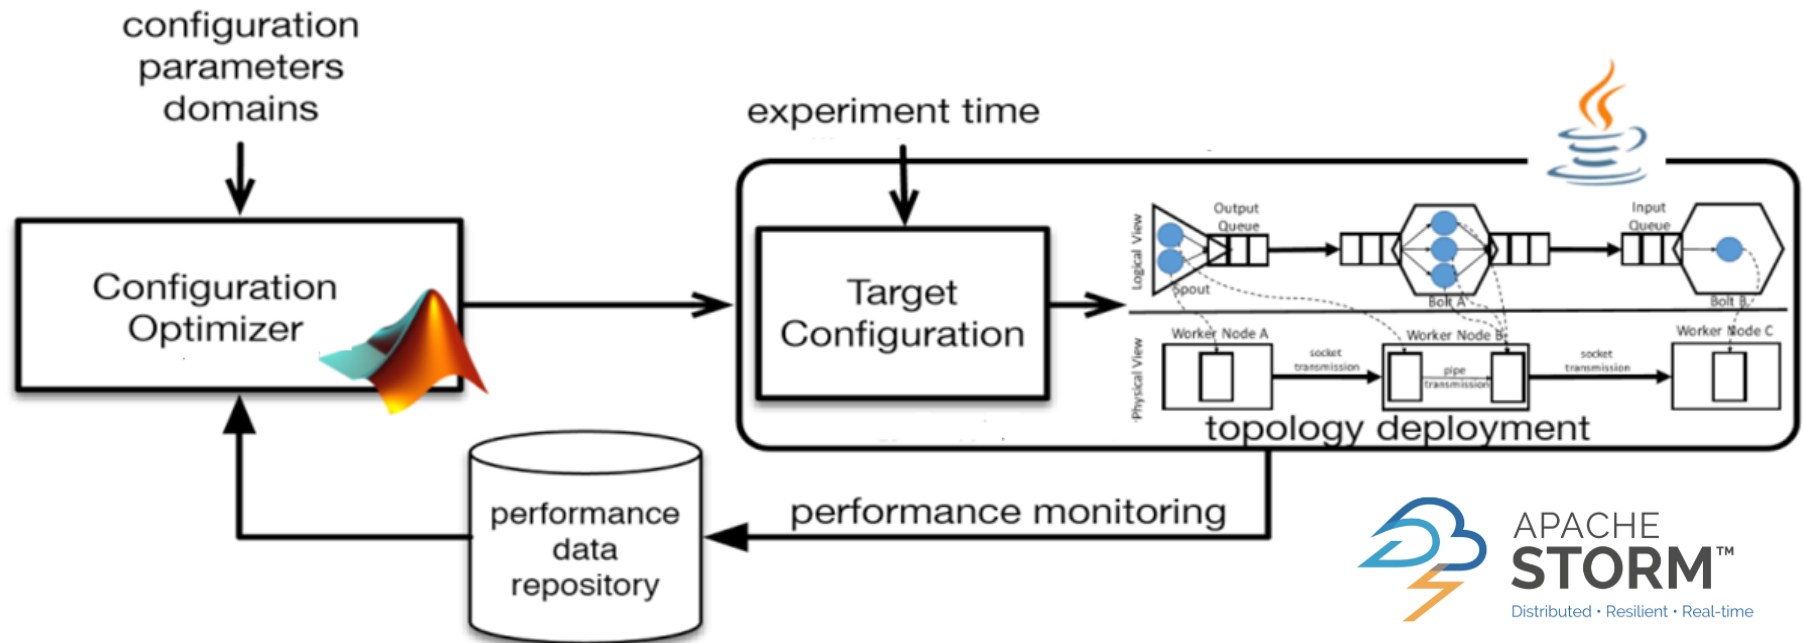 configuration
parameters
domains
experiment time
Configuration
Optimizer
Target
Configuration
Logical View
Output
Queue
Input
Queue
Spout
Bolt A
Bolt B
Physical View
Worker Node A
Worker Node B
Worker Node C
socket
transmission
pipe
transmission
socket
transmission
topology deployment
performance monitoring
performance
data
repository
APACHE
STORM™
Distributed • Resilient • Real-time